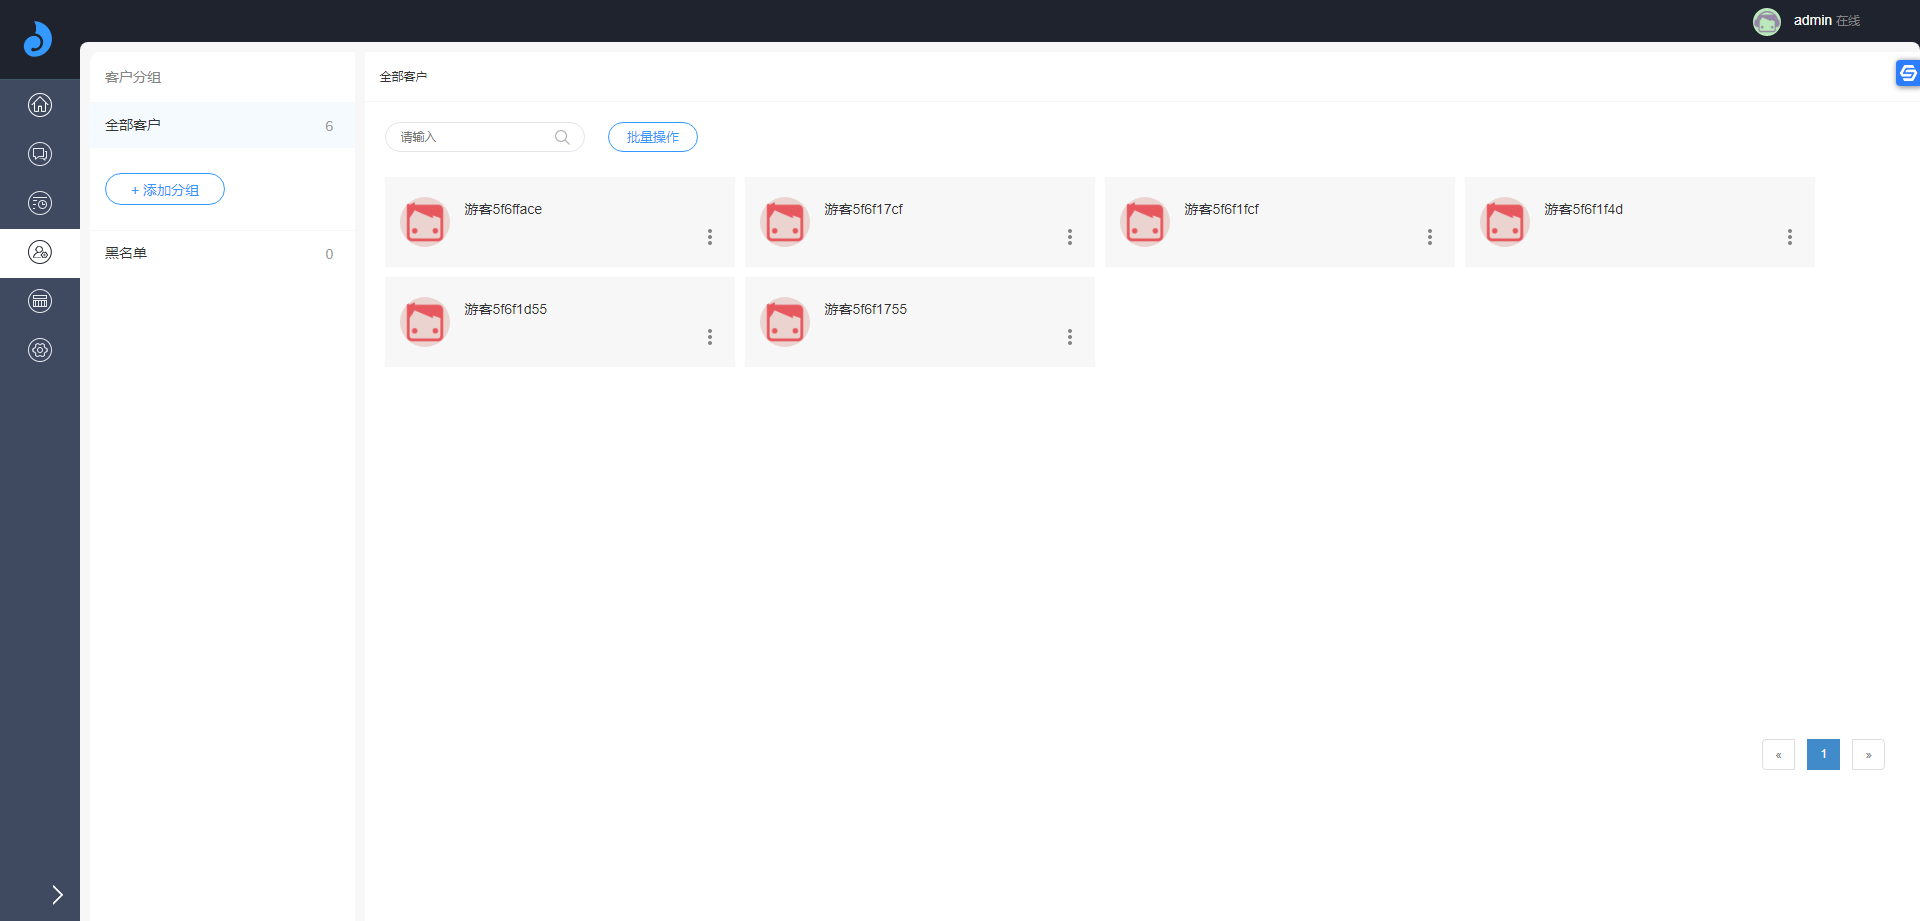 admin 在线
客户分组
全部客户 6
+ 添加分组
黑名单 0
全部客户
请输入
批量操作
游客5f6fface
游客5f6f17cf
游客5f6f1fcf
游客5f6f1f4d
游客5f6f1d55
游客5f6f1755
« 1 »